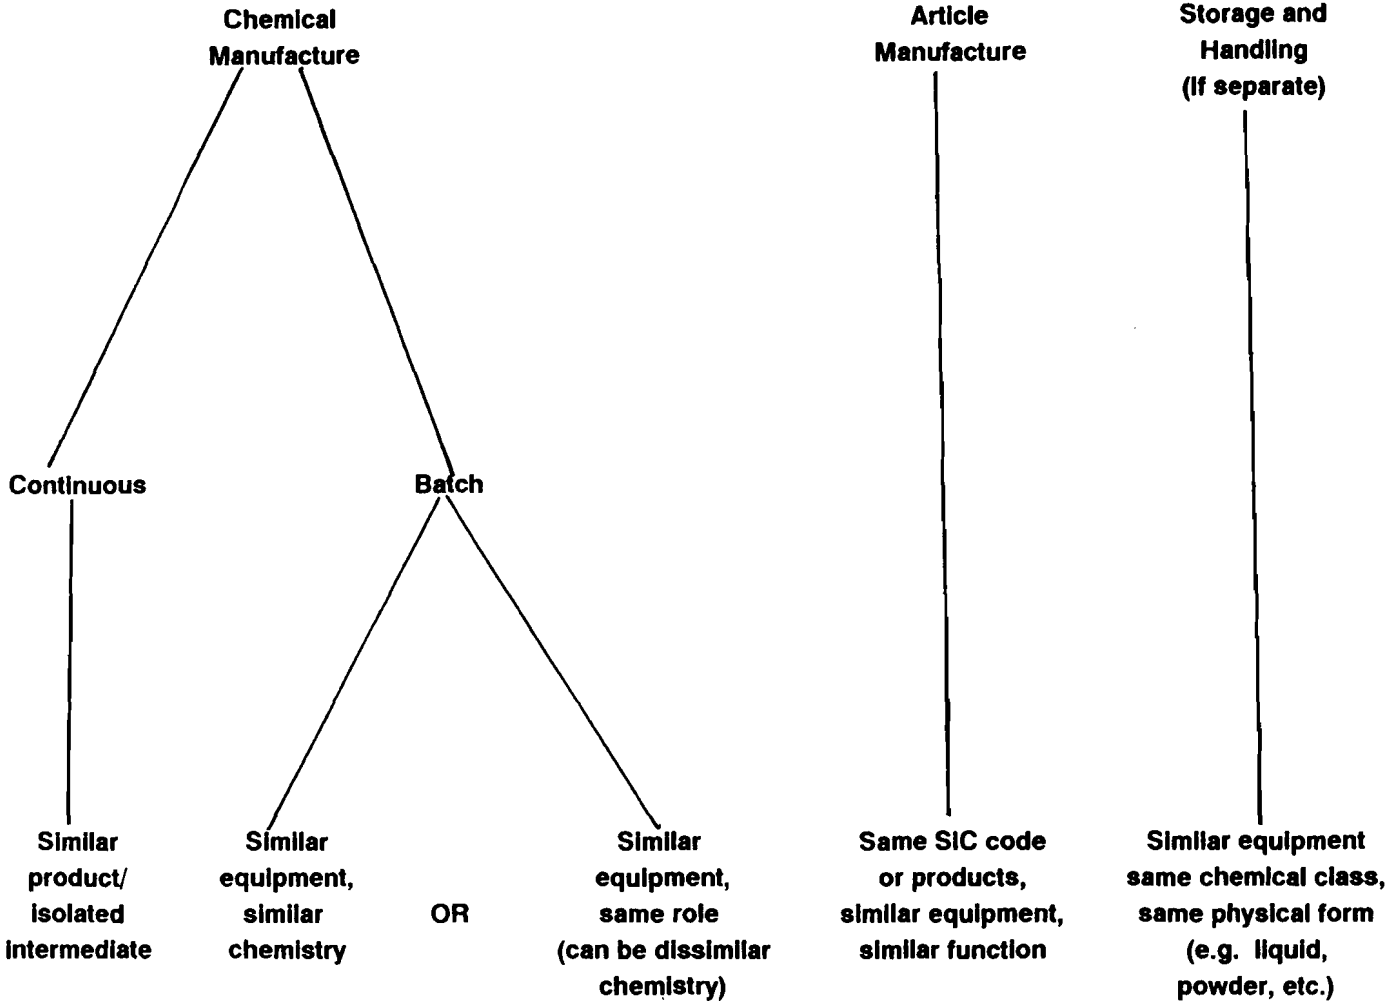 Chemical
Manufacture
Article
Manufacture
Storage and
Handling
(If separate)
Continuous
Batch
Similar
product/
isolated
intermediate
Similar
equipment,
similar
chemistry
OR
Similar
equipment,
same role
(can be dissimilar
chemistry)
Same SIC code
or products,
similar equipment,
similar function
Similar equipment
same chemical class,
same physical form
(e.g. liquid,
powder, etc.)